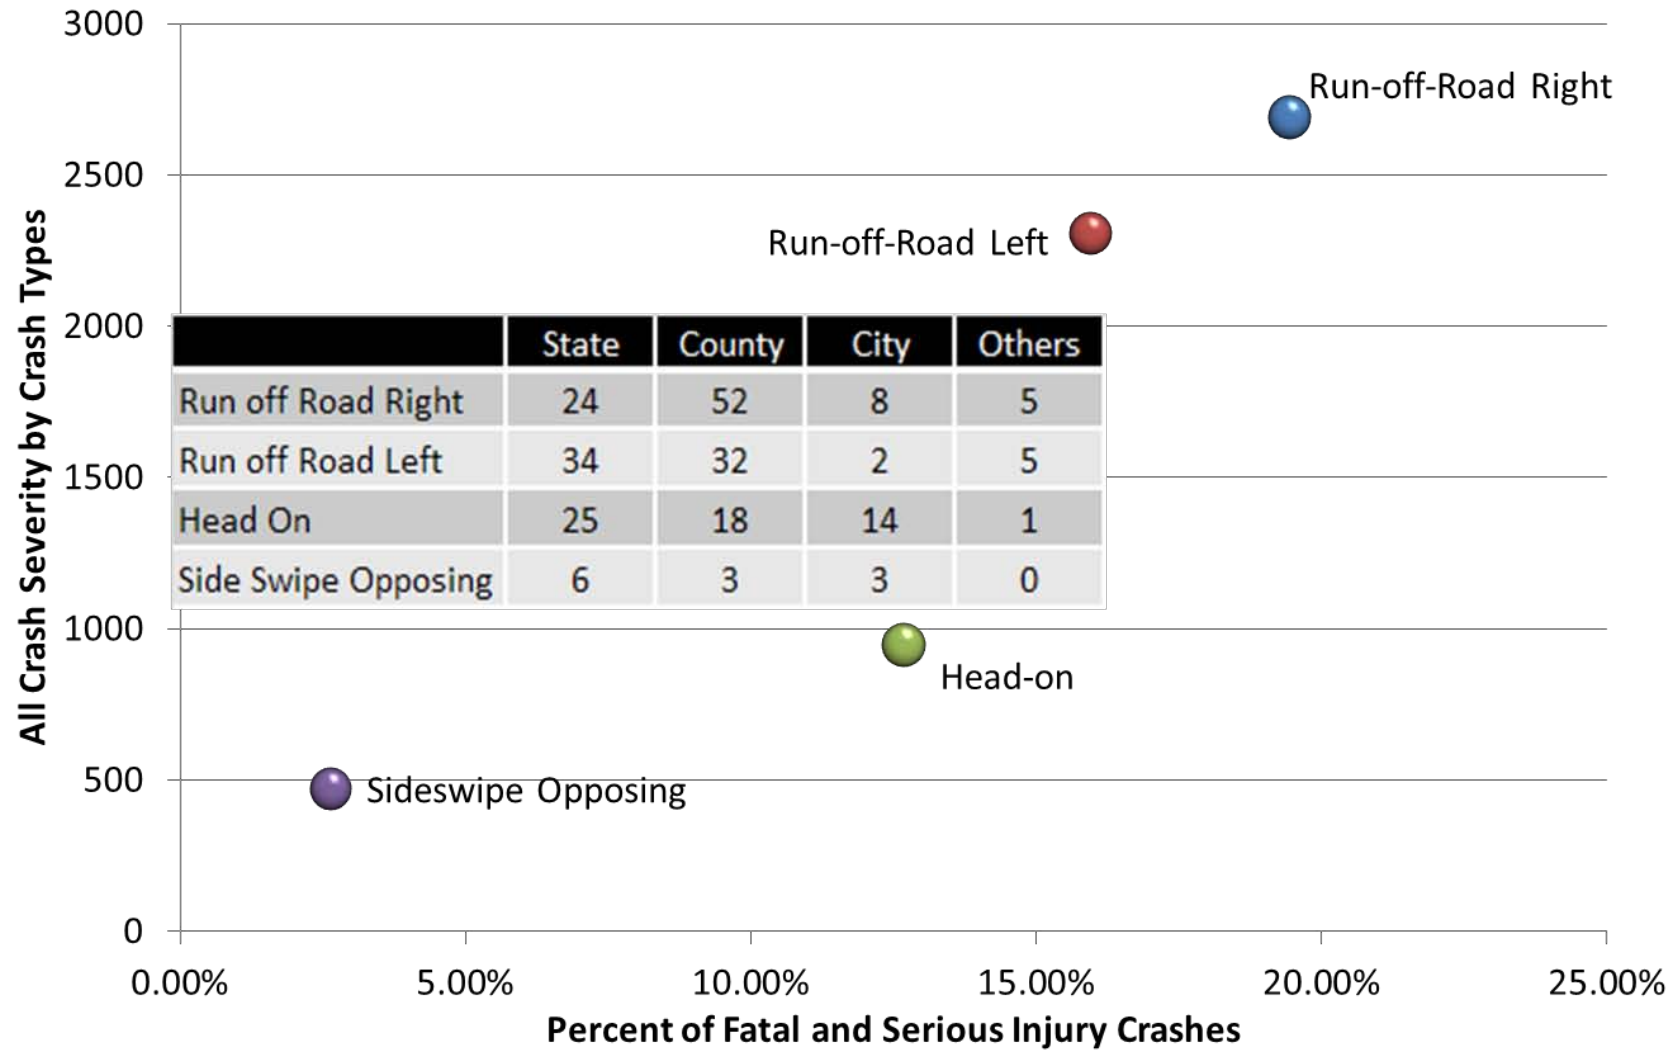 3000
Run-off-Road Right
2500
Run-off-Road Left
2000
State County City Others
Run off Road Right 24 52 8 5
Run off Road Left 34 32 2 5
1500
Head On 25 18 14 1
Side Swipe Opposing 6 3 3 0
1000
Head-on
500
Sideswipe Opposing
0
0.00% 5.00% 10.00% 15.00% 20.00% 25.00%
Percent of Fatal and Serious Injury Crashes
All Crash Severity by Crash Types